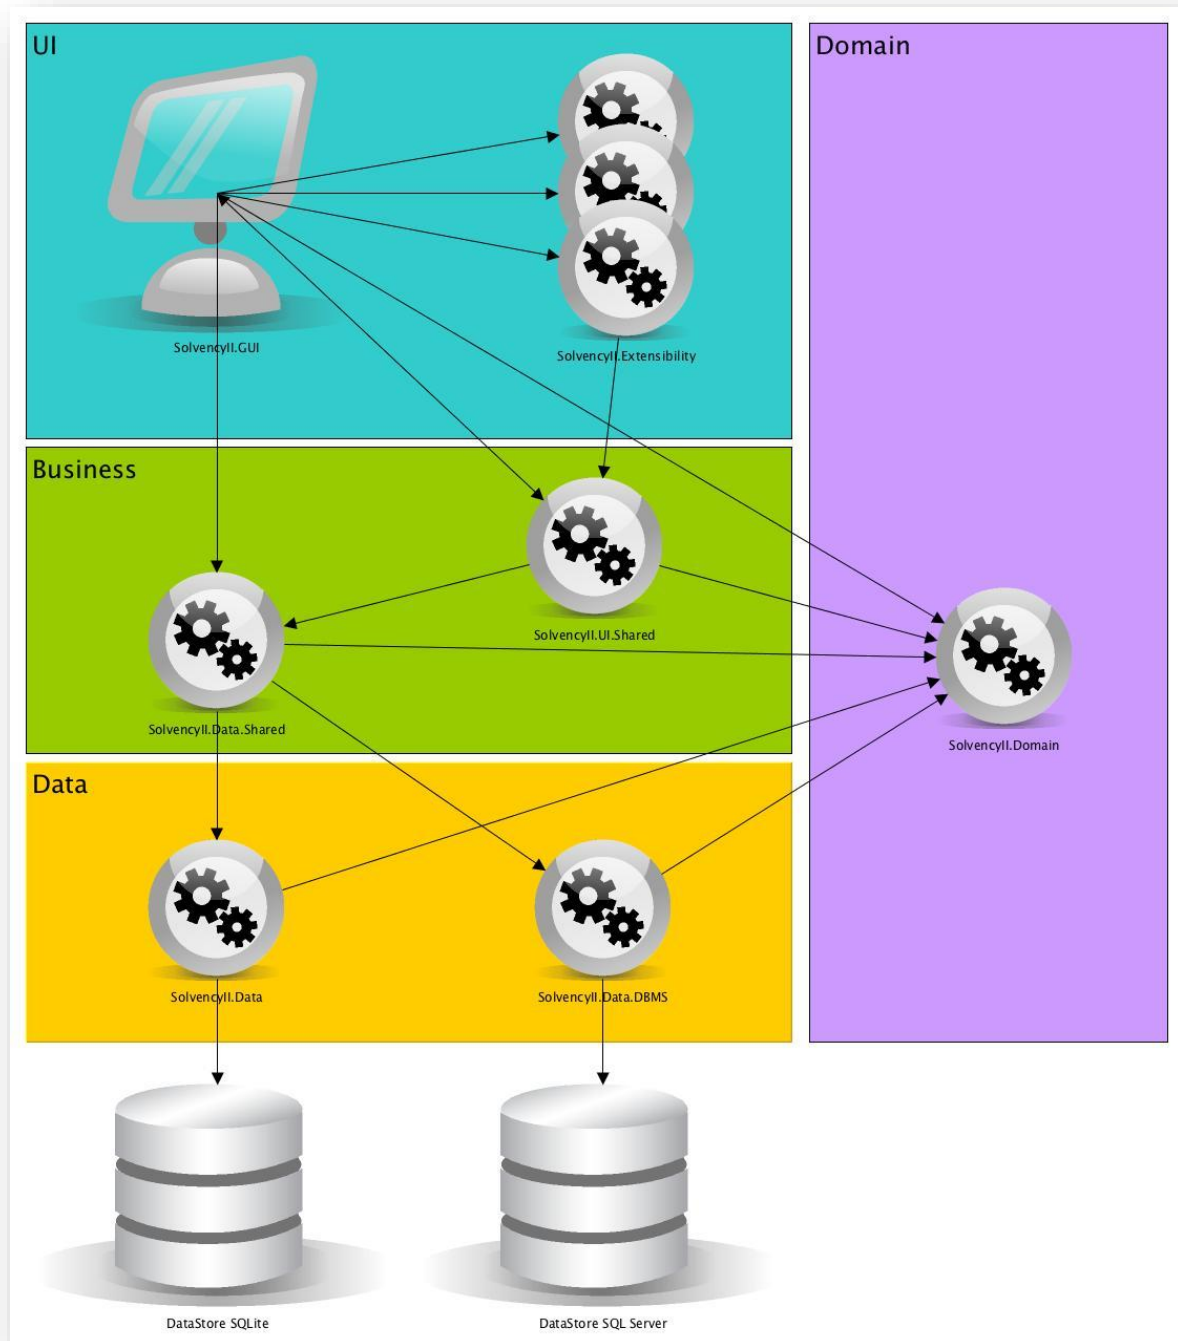 UI
Domain
SolvencyII.GUI
SolvencyII.Extensibility
Business
SolvencyII.UI.Shared
SolvencyII.Data.Shared
SolvencyII.Domain
Data
SolvencyII.Data
SolvencyII.Data.DBMS
DataStore SQLite
DataStore SQL Server